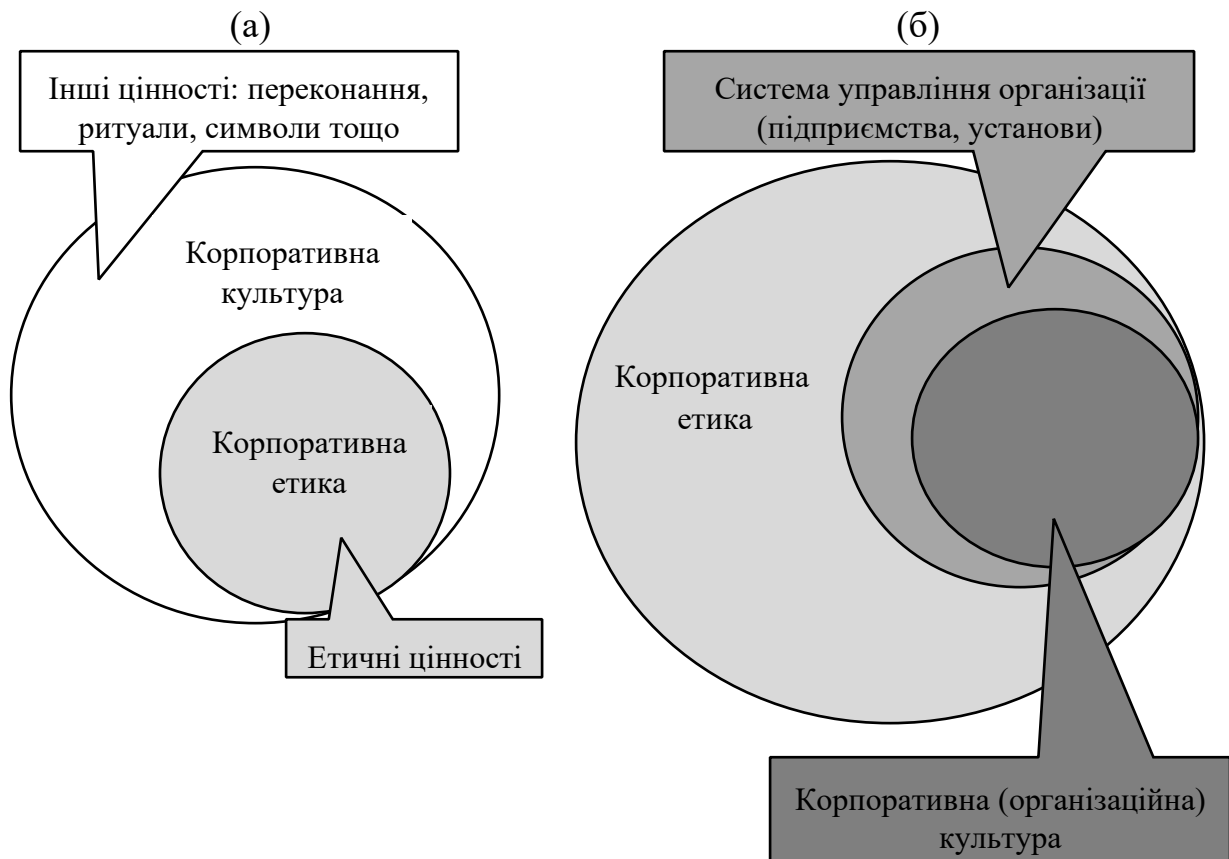 (а)
Інші цінності: переконання,
ритуали, символи тощо
Корпоративна
культура
Корпоративна
етика
Етичні цінності
(б)
Система управління організації
(підприємства, установи)
Корпоративна
етика
Корпоративна (організаційна)
культура